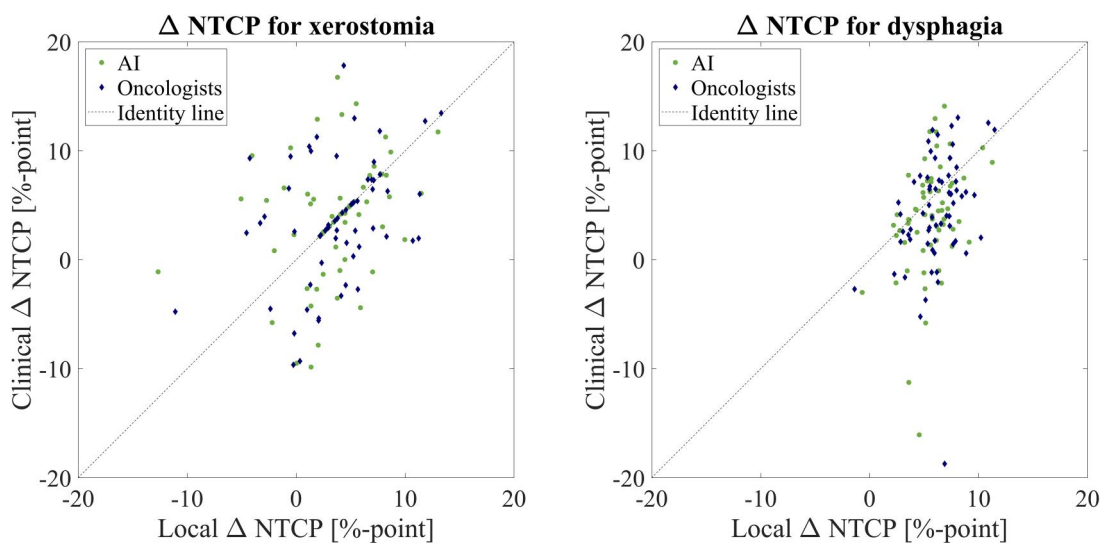 Δ NTCP for xerostomia
20
10
0
-10
-20
-20
-10
0
10
20
Clinical Δ NTCP [%-point]
Local Δ NTCP [%-point]
AI
Oncologists
Identity line
Δ NTCP for dysphagia
20
10
0
-10
-20
-20
-10
0
10
20
Clinical Δ NTCP [%-point]
Local Δ NTCP [%-point]
AI
Oncologists
Identity line